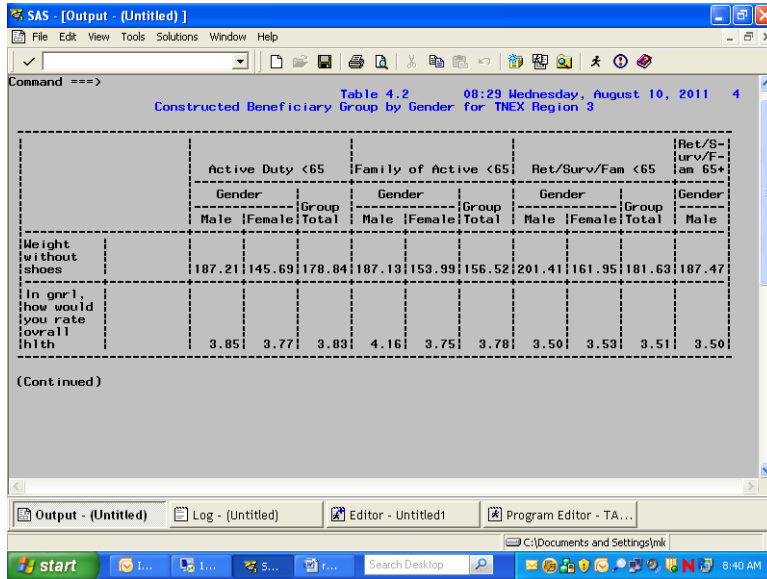 SAS - [Output - (Untitled) ]
File Edit View Tools Solutions Window Help
Command ===>
Table 4.2 08:29 Wednesday, August 10, 2011 4
Constructed Beneficiary Group by Gender for TNEX Region 3
Ret/S-
urv/F-
Active Duty <65 Family of Active <65 Ret/Surv/Fam <65 am 65+
Gender Gender Gender Gender
Group Group Group
Male Female Total Male Female Total Male Female Total Male
Weight
without
shoes 187.21 145.69 178.84 187.13 153.99 156.52 201.41 161.95 181.63 187.47
In gnrl,
how would
you rate
ovrall
hlth 3.85 3.77 3.83 4.16 3.75 3.78 3.50 3.53 3.51 3.50
(Continued)
Output - (Untitled) Log - (Untitled) Editor - Untitled1 Program Editor - TA...
C:\Documents and Settings\mk
start I... 1... S... r... Search Desktop 8:40 AM